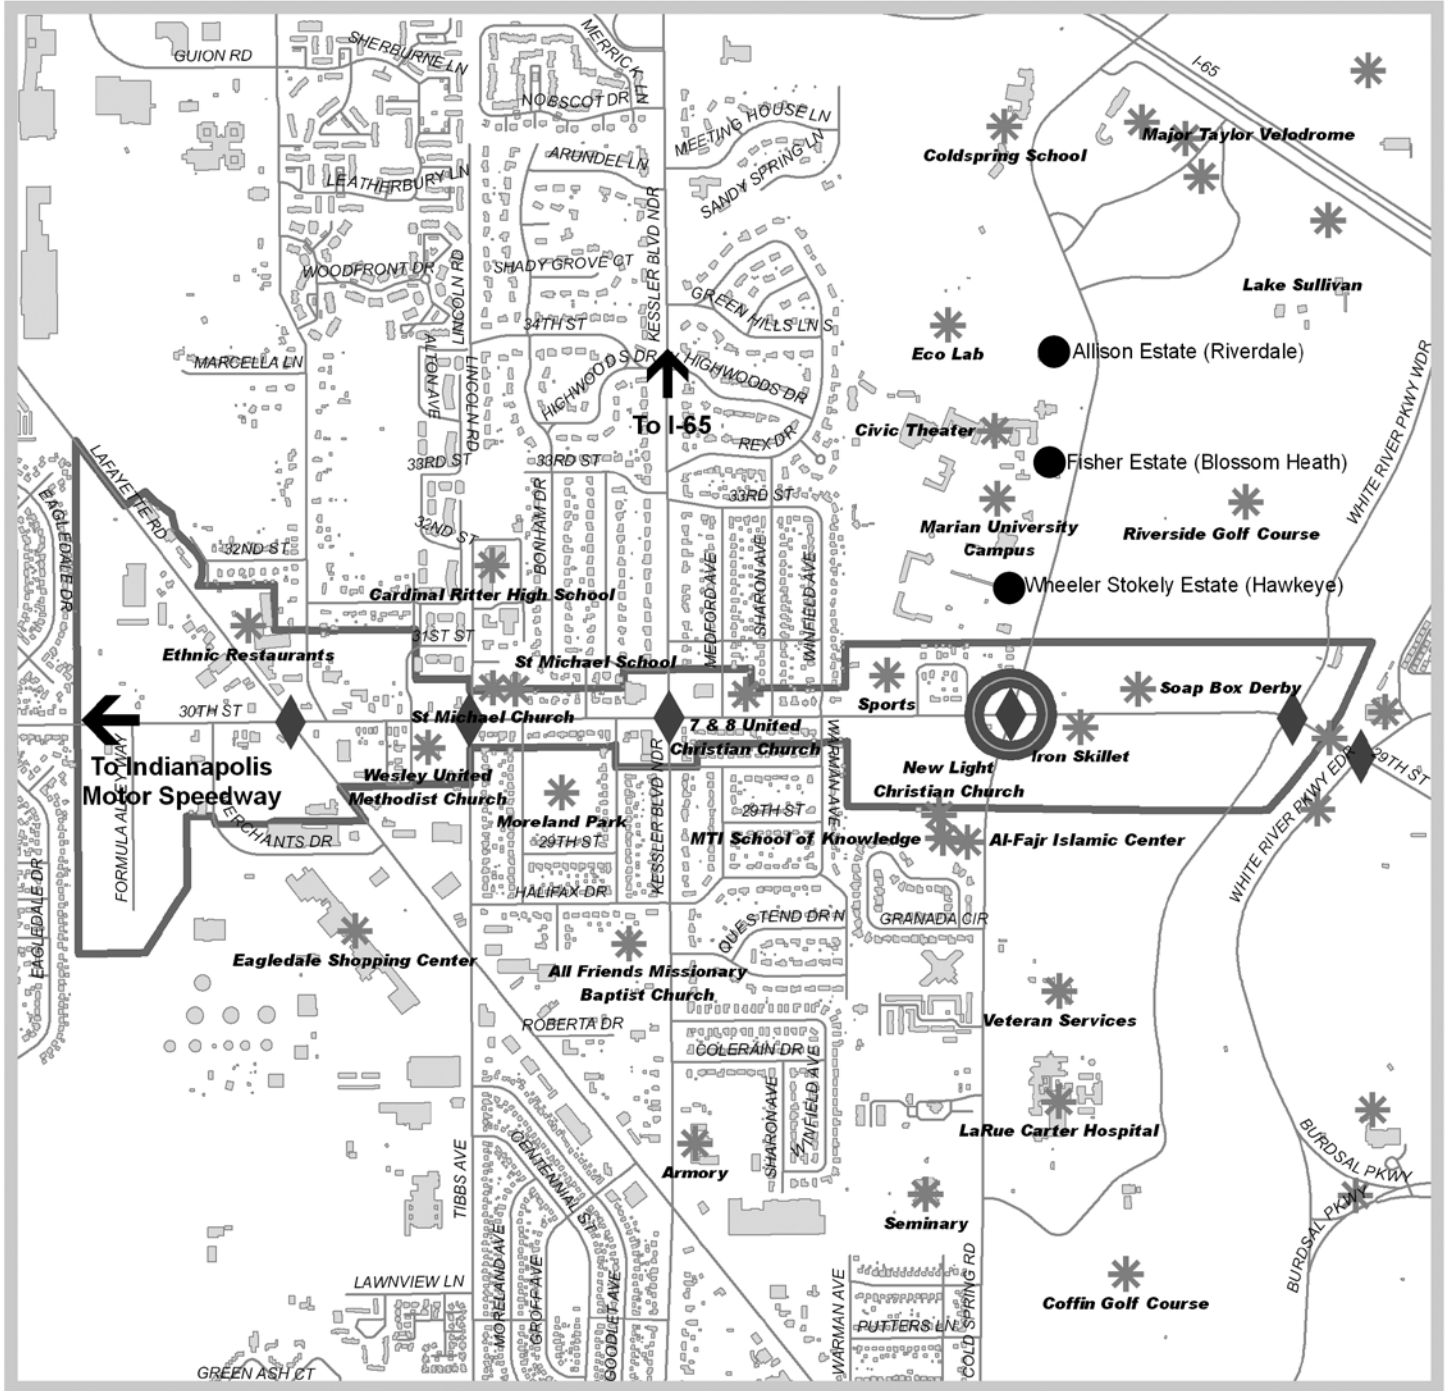 GUION RD
SHERBURNE LN
MERRICK LN
I-65
NOBSCOT DR
MEETING HOUSE LN
Major Taylor Velodrome
Coldspring School
ARUNDEL LN
SANDY SPRING LN
LEATHERBURY LN
KESSLER BLVD NDR
WOODFRONT DR
LINCOLN RD
SHADY GROVE CT
Lake Sullivan
GREEN HILLS LN S
34TH ST
Eco Lab
Allison Estate (Riverdale)
MARCELLA LN
ALTON AVE
LINCOLN RD
HIGHWOODS DR
HIGHWOODS DR
WHITE RIVER PKWY WDR
To I-65
Civic Theater
REX DR
LAFAYETTE RD
33RD ST
33RD ST
Fisher Estate (Blossom Heath)
33RD ST
EAGLEDALE DR
32ND ST
BONHAM DR
Marian University
Campus
Riverside Golf Course
32ND ST
MEDFORD AVE
SHARON AVE
WINFIELD AVE
Cardinal Ritter High School
Wheeler Stokely Estate (Hawkeye)
31ST ST
Ethnic Restaurants
St Michael School
Sports
Soap Box Derby
30TH ST
St Michael Church
7 & 8 United
Christian Church
WARMAN AVE
Iron Skillet
29TH ST
To Indianapolis
Motor Speedway
FORMULA ALLEY WAY
Wesley United
Methodist Church
KESSLER BLVD NDR
New Light
Christian Church
WHITE RIVER PKWY EDR
MERCHANTS DR
Moreland Park
29TH ST
29TH ST
MTI School of Knowledge
Al-Fajr Islamic Center
EAGLEDALE DR
HALIFAX DR
QUESTEND DR N
GRANADA CIR
Eagledale Shopping Center
All Friends Missionary
Baptist Church
ROBERTA DR
Veteran Services
COLERAIN DR
SHARON AVE
WINFIELD AVE
LaRue Carter Hospital
TIBBS AVE
CENTENNIAL ST
Armory
BURDSAL PKWY
BURDSAL PKWY
Seminary
MORELAND AVE
GROFF AVE
GOODLET AVE
LAWNVIEW LN
WARMAN AVE
COLD SPRING RD
Coffin Golf Course
PUTTERS LN
GREEN ASH CT